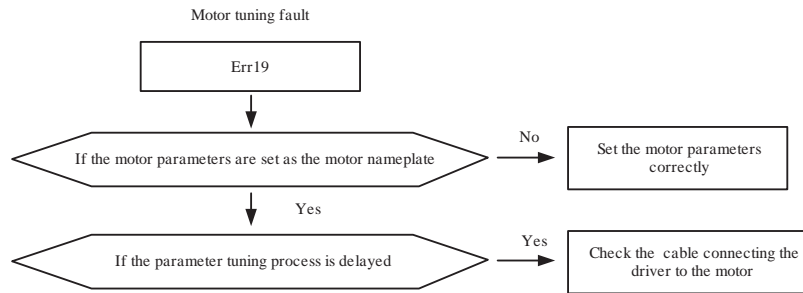 Motor tuning fault
Err19
If the motor parameters are set as the motor nameplate
No
Set the motor parameters
correctly
Yes
If the parameter tuning process is delayed
Yes
Check the cable connecting the
driver to the motor